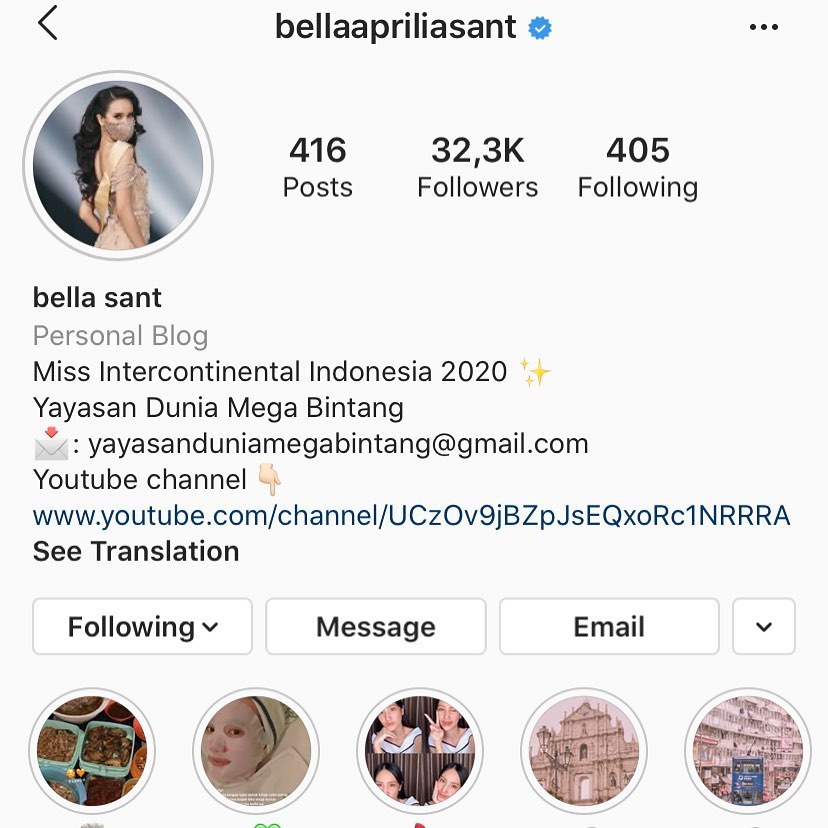 bellaapriliasant
416
Posts
32,3K
Followers
405
Following
bella sant
Personal Blog
Miss Intercontinental Indonesia 2020 ✨
Yayasan Dunia Mega Bintang
📩: yayasanduniamegabintang@gmail.com
Youtube channel 👇🏻
www.youtube.com/channel/UCzOv9jBZpJsEQxoRc1NRRRA
See Translation
Following
Message
Email